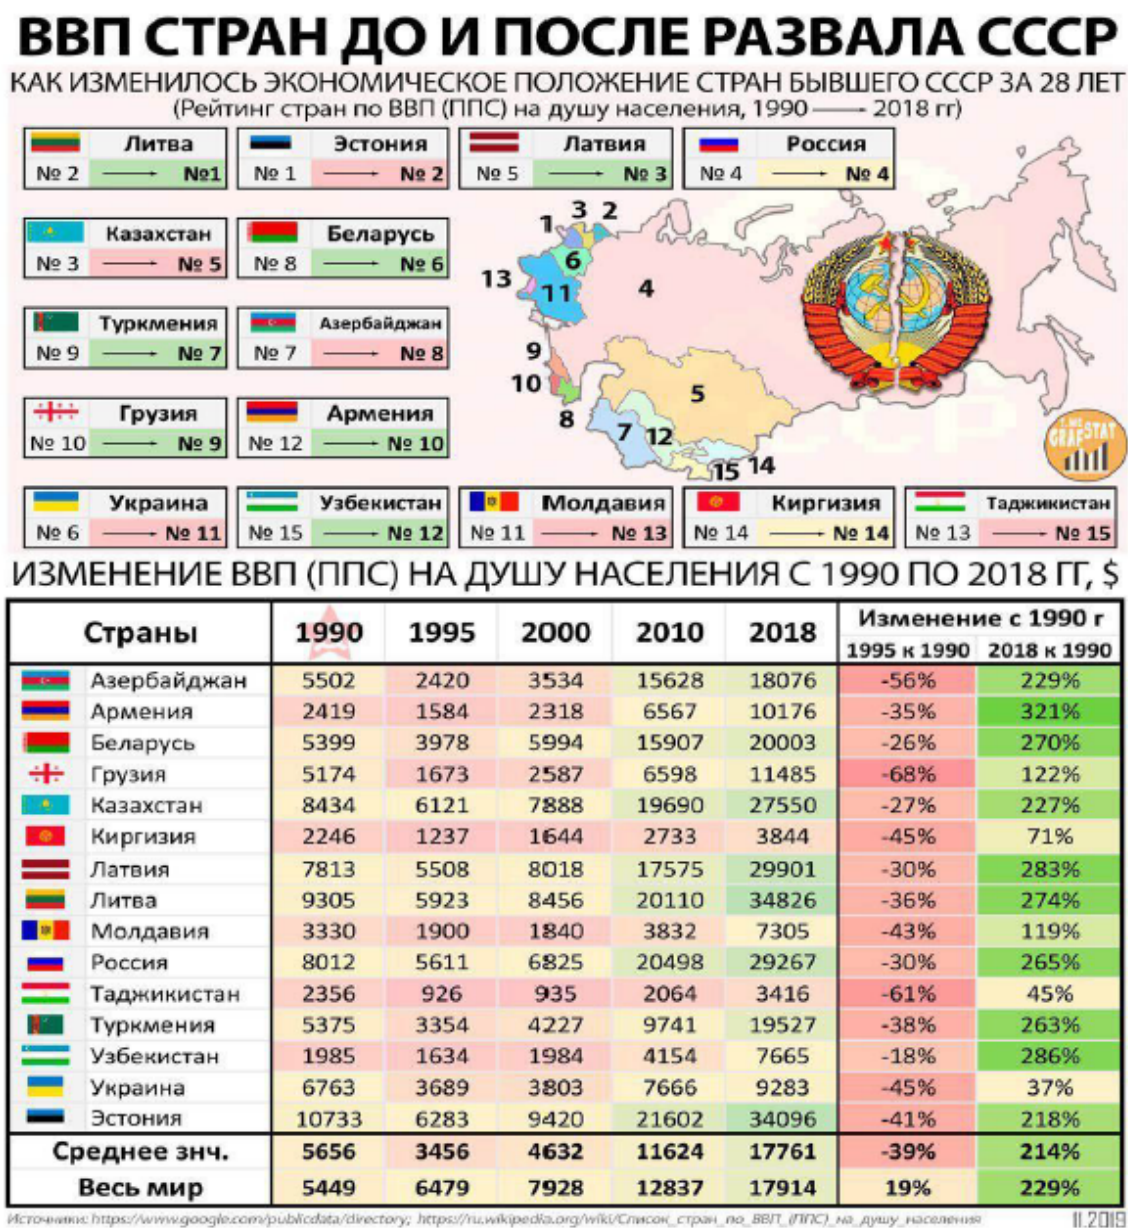 ВВП СТРАН ДО И ПОСЛЕ РАЗВАЛА СССР
КАК ИЗМЕНИЛОСЬ ЭКОНОМИЧЕСКОЕ ПОЛОЖЕНИЕ СТРАН БЫВШЕГО СССР ЗА 28 ЛЕТ
(Рейтинг стран по ВВП (ППС) на душу населения, 1990 → 2018 гг)
Литва
№ 2 → №1
Эстония
№ 1 → № 2
Латвия
№ 5 → № 3
Россия
№ 4 → № 4
Казахстан
№ 3 → № 5
Беларусь
№ 8 → № 6
Туркмения
№ 9 → № 7
Азербайджан
№ 7 → № 8
Грузия
№ 10 → № 9
Армения
№ 12 → № 10
Украина
№ 6 → № 11
Узбекистан
№ 15 → № 12
Молдавия
№ 11 → № 13
Киргизия
№ 14 → № 14
Таджикистан
№ 13 → № 15
1 3 2
6
13
11
4
9
10
8
5
7
12
15 14
GRAFSTAT
ИЗМЕНЕНИЕ ВВП (ППС) НА ДУШУ НАСЕЛЕНИЯ С 1990 ПО 2018 ГГ, $
Страны 1990 1995 2000 2010 2018 Изменение с 1990 г
1995 к 1990 2018 к 1990
Азербайджан 5502 2420 3534 15628 18076 -56% 229%
Армения 2419 1584 2318 6567 10176 -35% 321%
Беларусь 5399 3978 5994 15907 20003 -26% 270%
Грузия 5174 1673 2587 6598 11485 -68% 122%
Казахстан 8434 6121 7888 19690 27550 -27% 227%
Киргизия 2246 1237 1644 2733 3844 -45% 71%
Латвия 7813 5508 8018 17575 29901 -30% 283%
Литва 9305 5923 8456 20110 34826 -36% 274%
Молдавия 3330 1900 1840 3832 7305 -43% 119%
Россия 8012 5611 6825 20498 29267 -30% 265%
Таджикистан 2356 926 935 2064 3416 -61% 45%
Туркмения 5375 3354 4227 9741 19527 -38% 263%
Узбекистан 1985 1634 1984 4154 7665 -18% 286%
Украина 6763 3689 3803 7666 9283 -45% 37%
Эстония 10733 6283 9420 21602 34096 -41% 218%
Среднее знч. 5656 3456 4632 11624 17761 -39% 214%
Весь мир 5449 6479 7928 12837 17914 19% 229%
Источники: https://www.google.com/publicdata/directory; https://ru.wikipedia.org/wiki/Список_стран_по_ВВП_(ППС)_на_душу_населения 11.2019